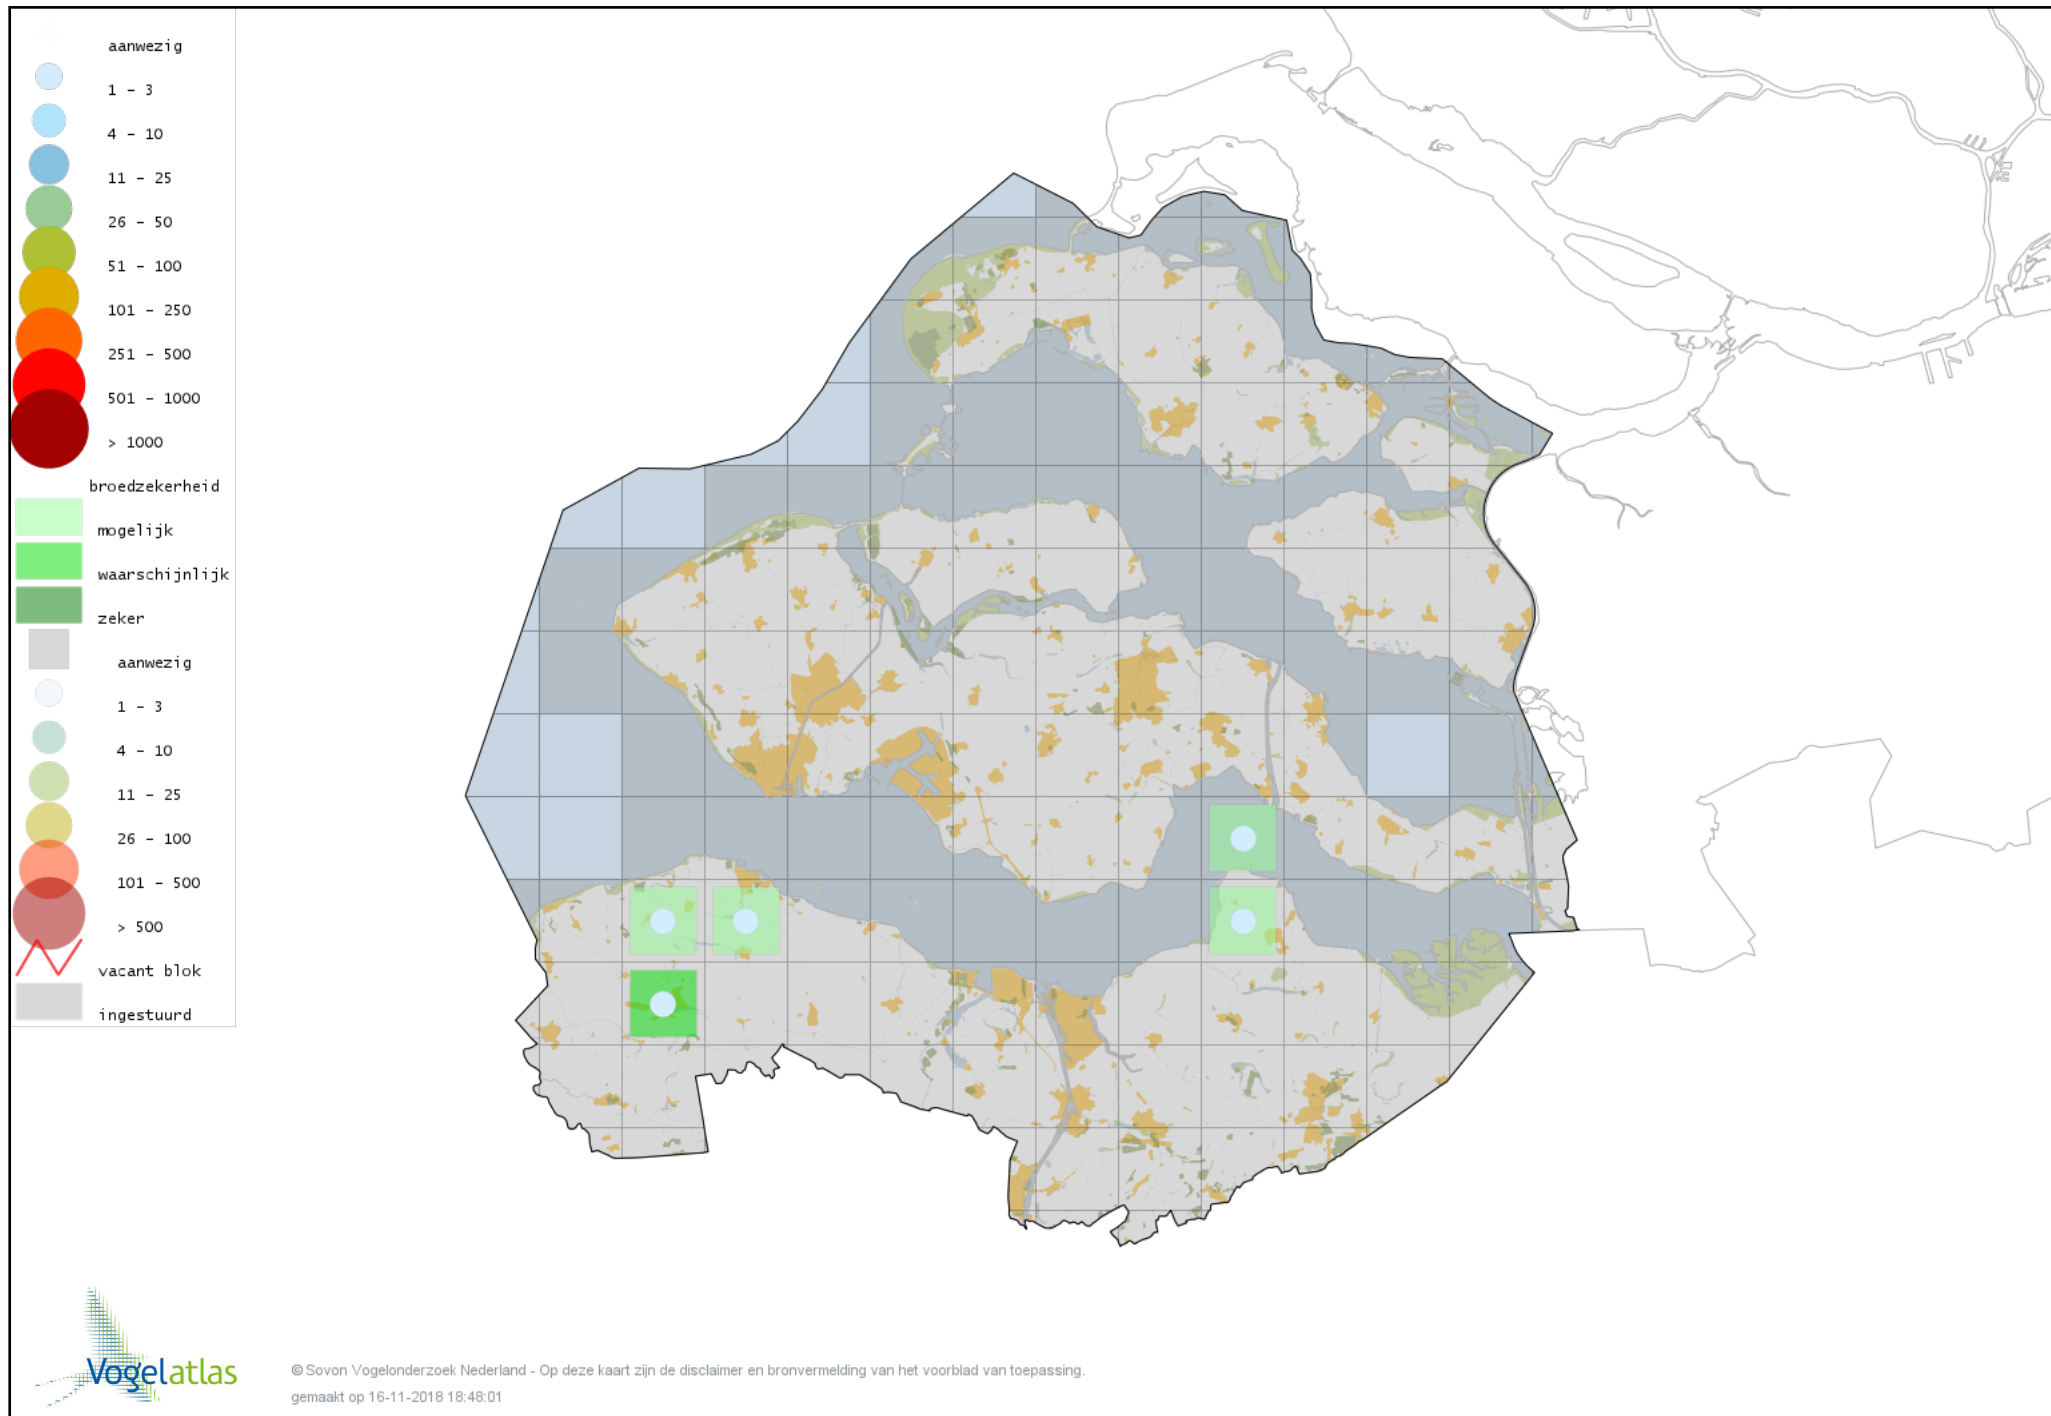 aanwezig
1 - 3
4 - 10
11 - 25
26 - 50
51 - 100
101 - 250
251 - 500
501 - 1000
> 1000
broedzekerheid
mogelijk
waarschijnlijk
zeker
aanwezig
1 - 3
4 - 10
11 - 25
26 - 100
101 - 500
> 500
vacant blok
ingestuurd
Vogelatlas
© Sovon Vogelonderzoek Nederland - Op deze kaart zijn de disclaimer en bronvermelding van het voorblad van toepassing.
gemaakt op 16-11-2018 18:48:01